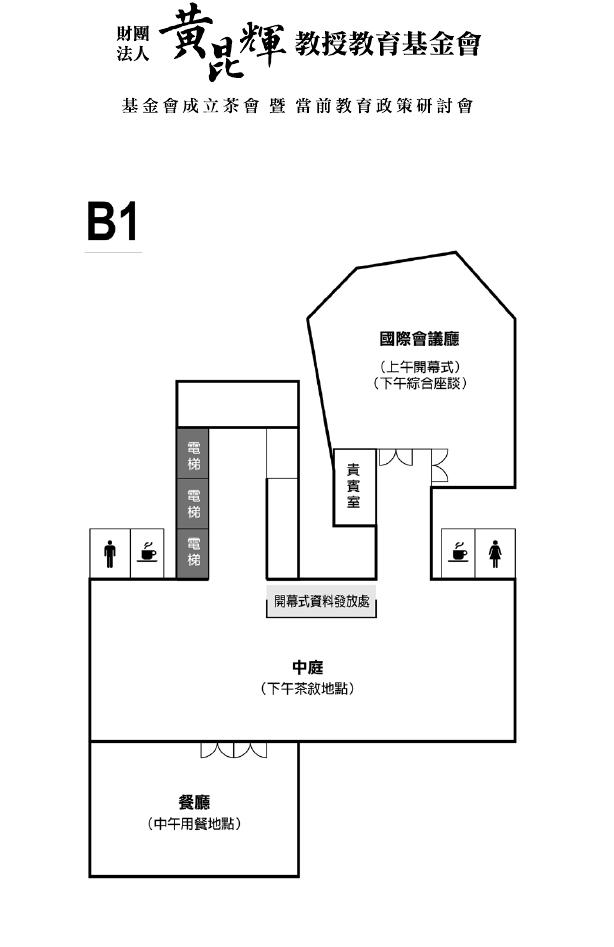 財團法人 黃昆輝 教授教育基金會
基金會成立茶會 暨 當前教育政策研討會
B1
國際會議廳
（上午開幕式）
（下午綜合座談）
電梯
電梯
電梯
貴賓室
開幕式資料發放處
中庭
（下午茶敘地點）
餐廳
（中午用餐地點）